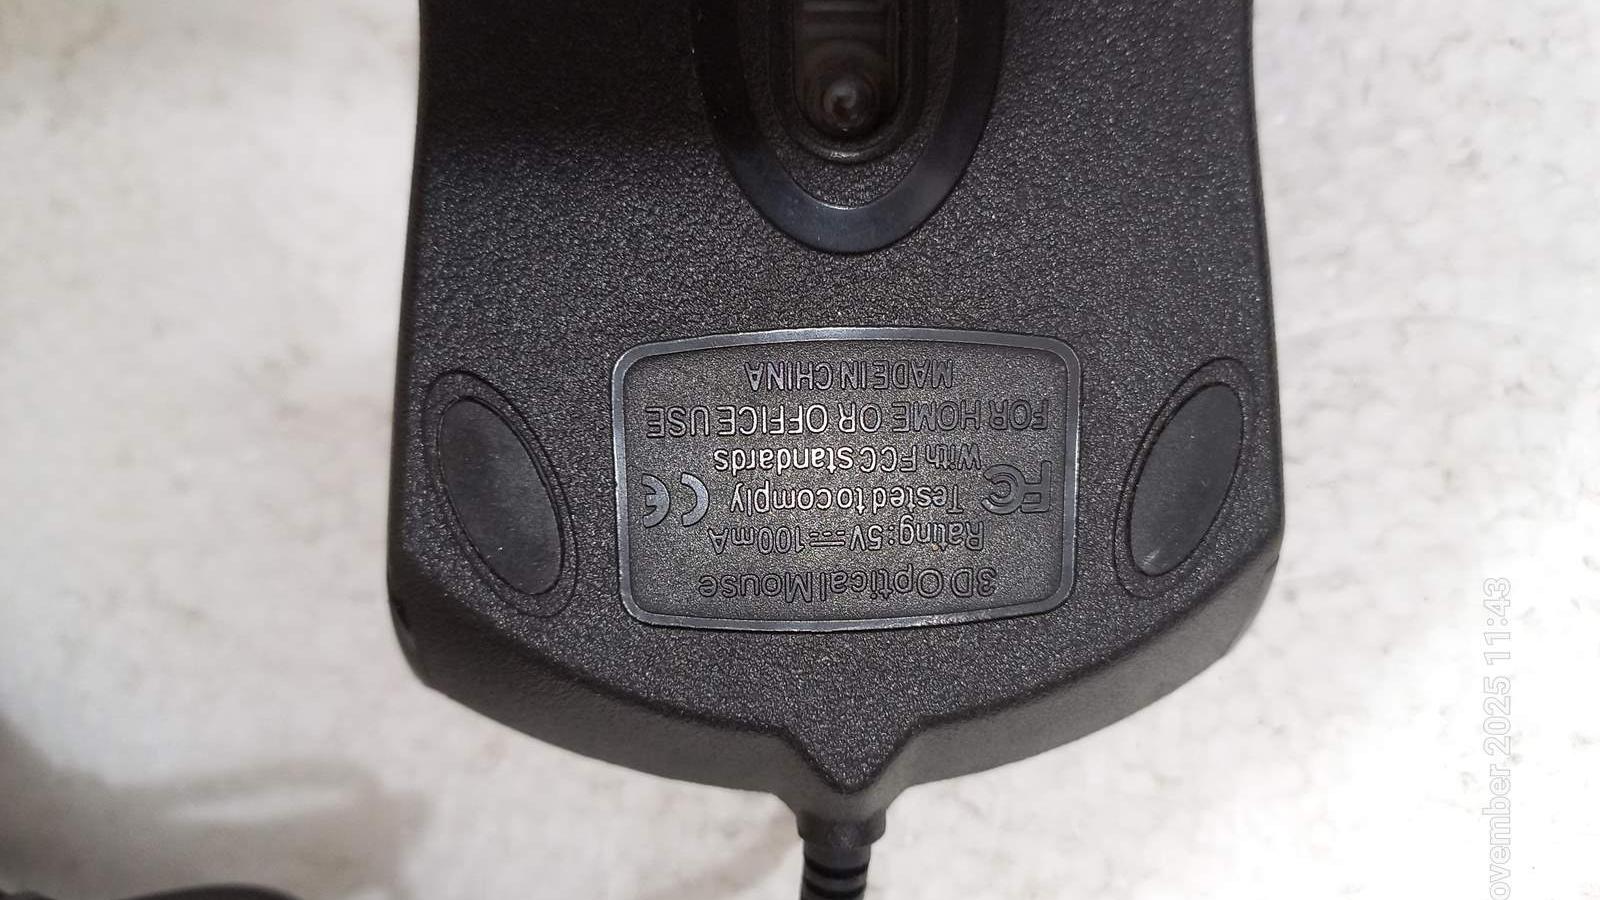 3D Optical Mouse
Rating:5V⎓100mA
FC Tested to comply CE
With FCC standards
FOR HOME OR OFFICE USE
MADE IN CHINA
ovember 2025 11:43